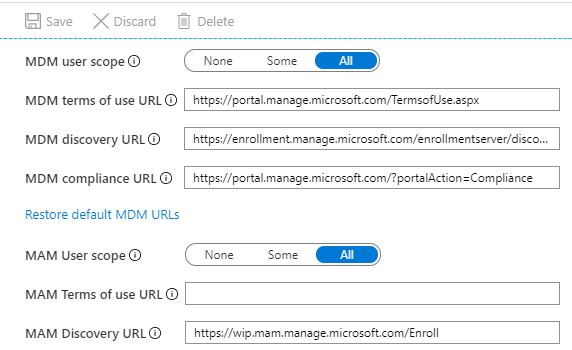 Save Discard Delete
MDM user scope None Some All
MDM terms of use URL https://portal.manage.microsoft.com/TermsofUse.aspx
MDM discovery URL https://enrollment.manage.microsoft.com/enrollmentserver/disco...
MDM compliance URL https://portal.manage.microsoft.com/?portalAction=Compliance
Restore default MDM URLs
MAM User scope None Some All
MAM Terms of use URL
MAM Discovery URL https://wip.mam.manage.microsoft.com/Enroll